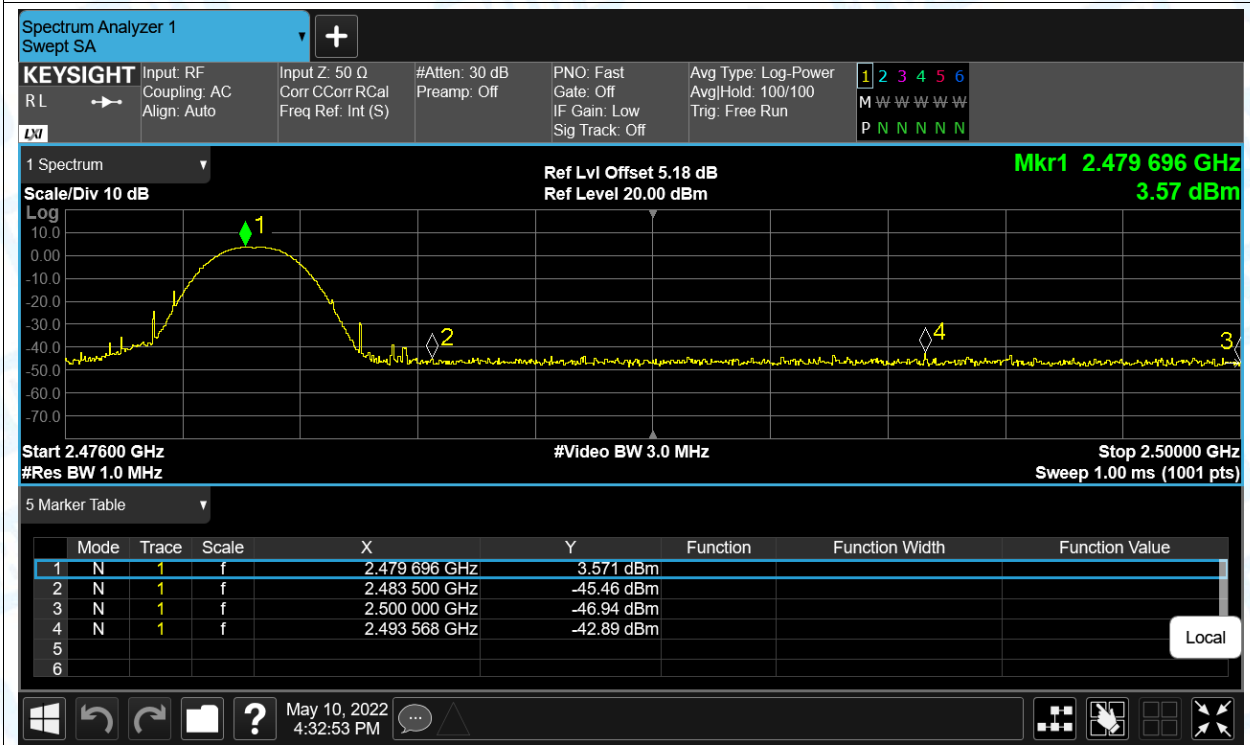 Spectrum Analyzer 1
Swept SA
KEYSIGHT
R L
LXI
Input: RF
Coupling: AC
Align: Auto
Input Z: 50 Ω
Corr CCorr RCal
Freq Ref: Int (S)
#Atten: 30 dB
Preamp: Off
PNO: Fast
Gate: Off
IF Gain: Low
Sig Track: Off
Avg Type: Log-Power
Avg|Hold: 100/100
Trig: Free Run
1 2 3 4 5 6
M W W W W W
P N N N N N
1 Spectrum
Scale/Div 10 dB
Ref Lvl Offset 5.18 dB
Ref Level 20.00 dBm
Mkr1 2.479 696 GHz
3.57 dBm
Log
10.0
0.00
-10.0
-20.0
-30.0
-40.0
-50.0
-60.0
-70.0
1
2
4
3
Start 2.47600 GHz
#Res BW 1.0 MHz
#Video BW 3.0 MHz
Stop 2.50000 GHz
Sweep 1.00 ms (1001 pts)
5 Marker Table
Mode Trace Scale X Y Function Function Width Function Value
1 N 1 f 2.479 696 GHz 3.571 dBm
2 N 1 f 2.483 500 GHz -45.46 dBm
3 N 1 f 2.500 000 GHz -46.94 dBm
4 N 1 f 2.493 568 GHz -42.89 dBm
5
6
Local
?
May 10, 2022
4:32:53 PM